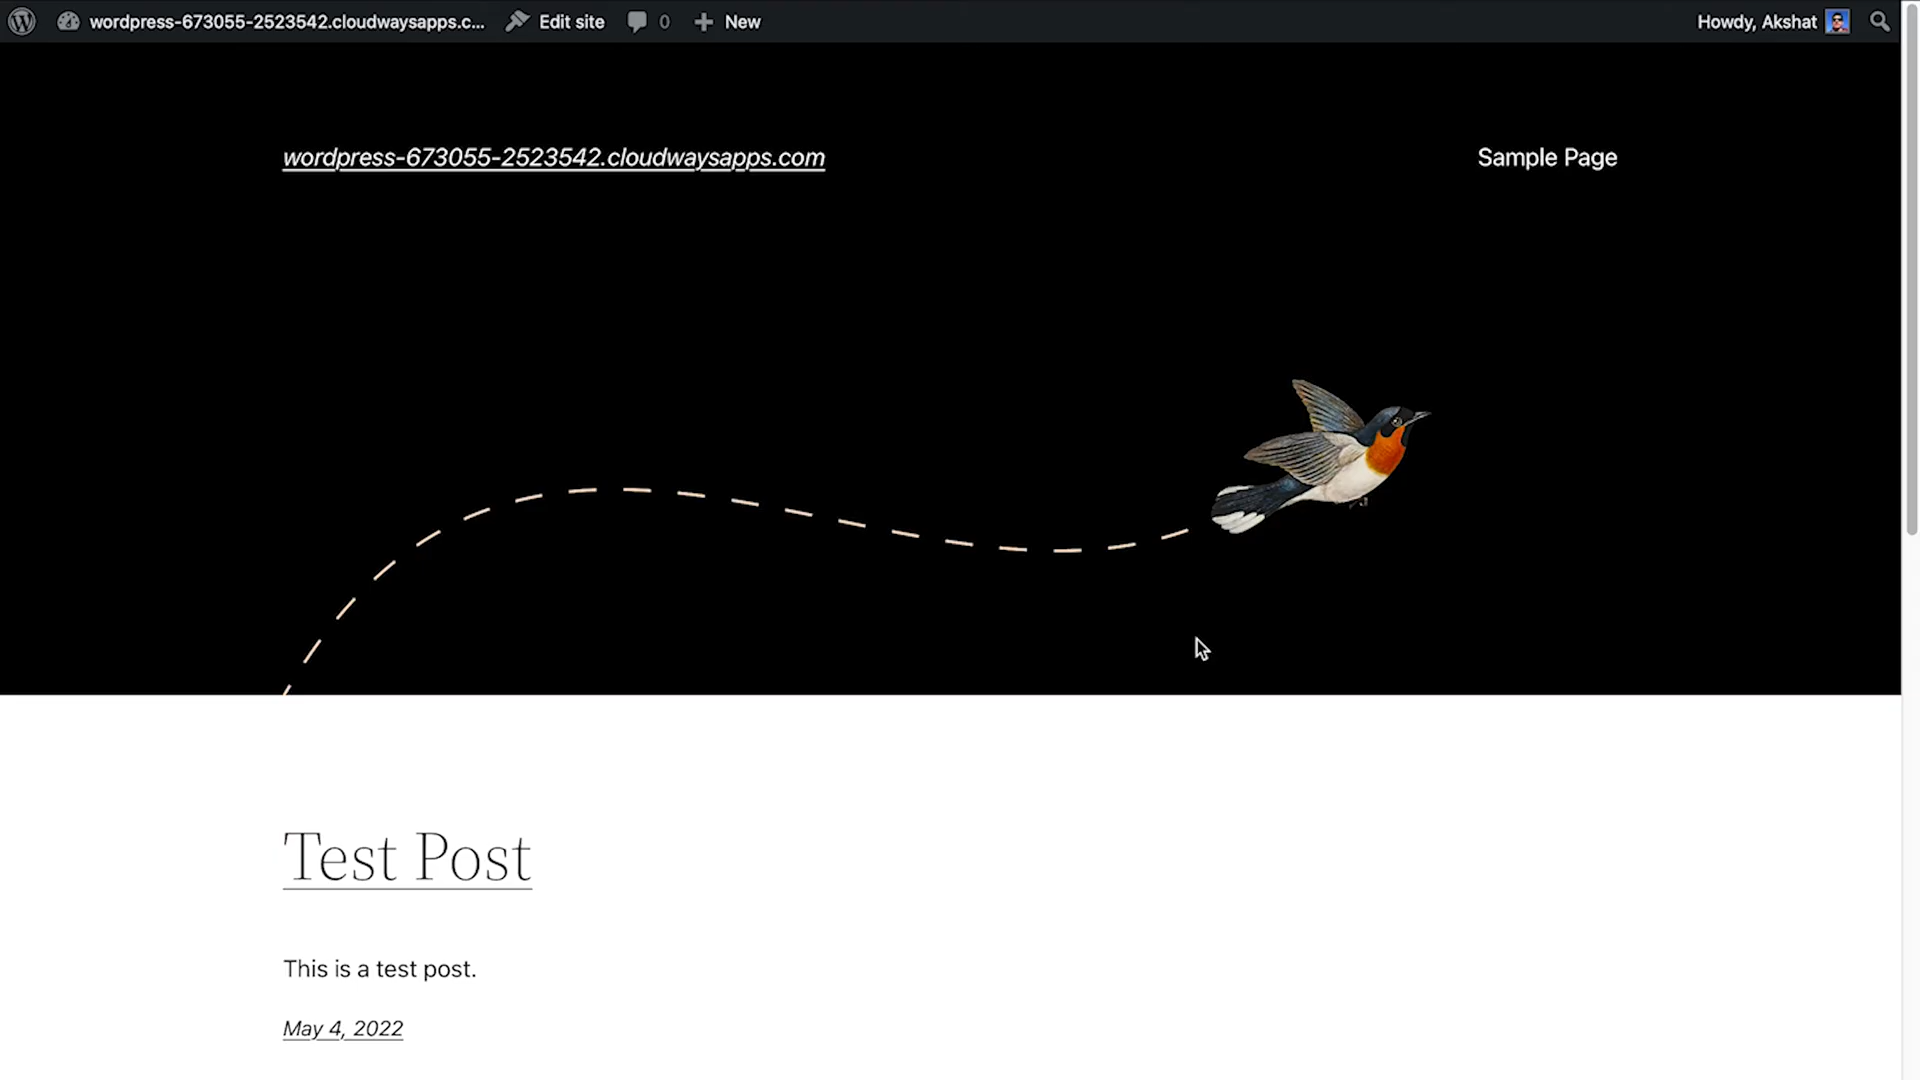 wordpress-673055-2523542.cloudwaysapps.c... Edit site 0 New Howdy, Akshat
wordpress-673055-2523542.cloudwaysapps.com Sample Page
Test Post
This is a test post.
May 4, 2022